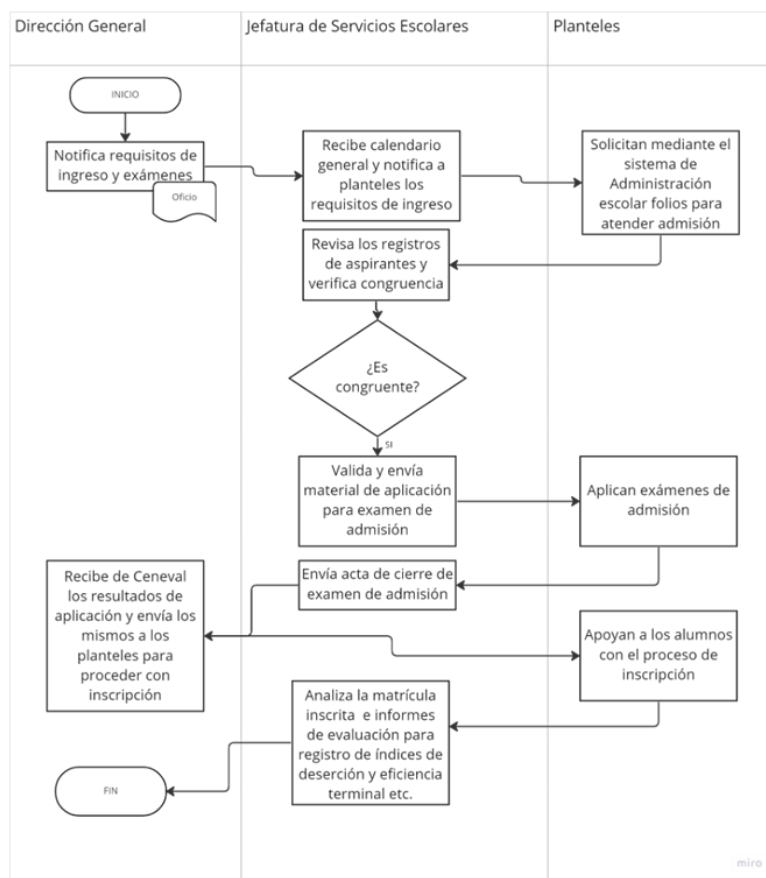 Dirección General
Jefatura de Servicios Escolares
Planteles
INICIO
Notifica requisitos de
ingreso y exámenes
Oficio
Recibe calendario
general y notifica a
planteles los
requisitos de ingreso
Solicitan mediante el
sistema de
Administración
escolar folios para
atender admisión
Revisa los registros
de aspirantes y
verifica congruencia
¿Es
congruente?
SI
Valida y envía
material de aplicación
para examen de
admisión
Aplican exámenes de
admisión
Envía acta de cierre de
examen de admisión
Recibe de Ceneval
los resultados de
aplicación y envía los
mismos a los
planteles para
proceder con
inscripción
Apoyan a los alumnos
con el proceso de
inscripción
Analiza la matrícula
inscrita e informes
de evaluación para
registro de índices de
deserción y eficiencia
terminal etc.
FIN
miro